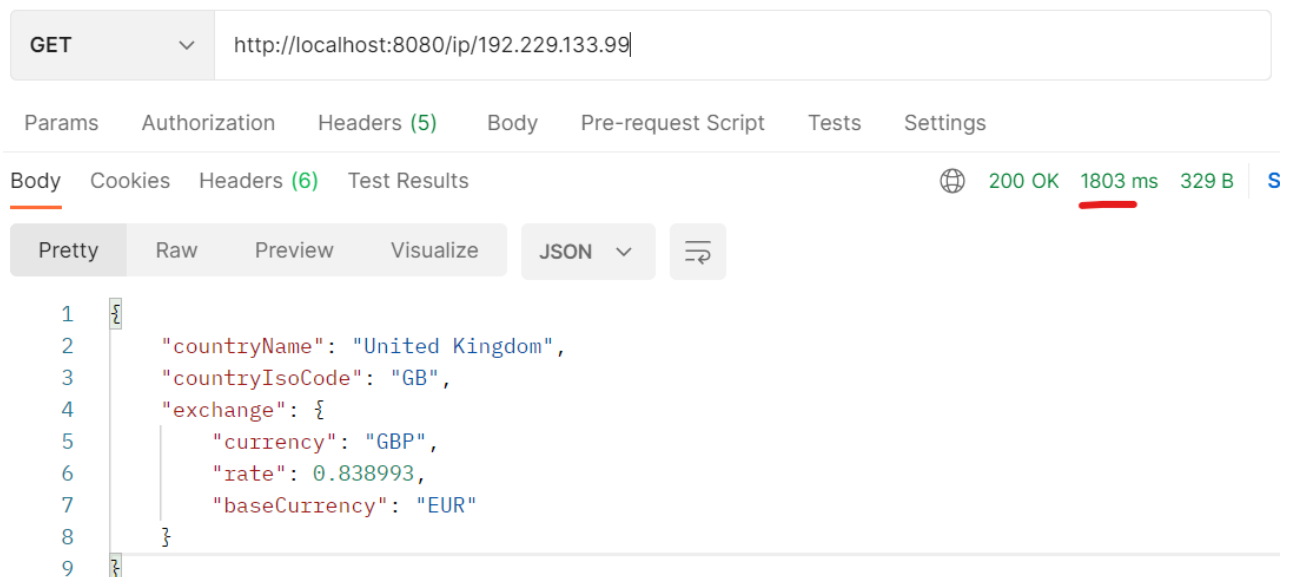 GET http://localhost:8080/ip/192.229.133.99
Params Authorization Headers (5) Body Pre-request Script Tests Settings
Body Cookies Headers (6) Test Results 200 OK 1803 ms 329 B S
Pretty Raw Preview Visualize JSON
1 {
2 "countryName": "United Kingdom",
3 "countryIsoCode": "GB",
4 "exchange": {
5 "currency": "GBP",
6 "rate": 0.838993,
7 "baseCurrency": "EUR"
8 }
9 }